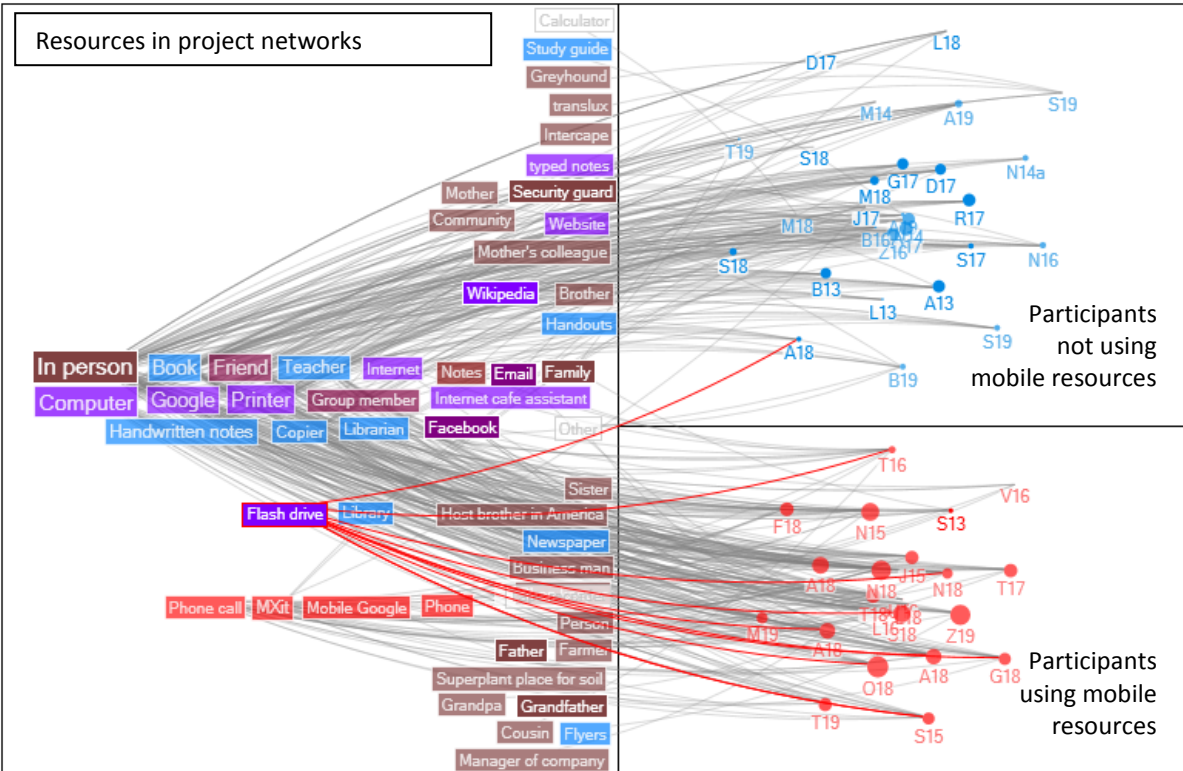 Resources in project networks
Calculator
Study guide
Greyhound
translux
Intercape
typed notes
Mother
Security guard
Community
Website
Mother's colleague
Wikipedia
Brother
Handouts
In person
Book
Friend
Teacher
Internet
Notes
Email
Family
Computer
Google
Printer
Group member
Internet cafe assistant
Handwritten notes
Copier
Librarian
Facebook
Other
Sister
Flash drive
Library
Host brother in America
Newspaper
Business man
Phone call
MXit
Mobile Google
Phone
Person
Father
Farmer
Superplant place for soil
Grandpa
Grandfather
Cousin
Flyers
Manager of company
L18
D17
S19
M14
A19
T19
S18
N14a
G17
D17
M18
R17
J17
M18
B16
Z16
S17
N16
S18
B13
A13
L13
S19
A18
B19
Participants
not using
mobile resources
T16
V16
F18
N15
S13
J15
A18
N18
N18
T17
T18
L16
M19
A18
Z19
O18
A18
G18
T19
S15
Participants
using mobile
resources